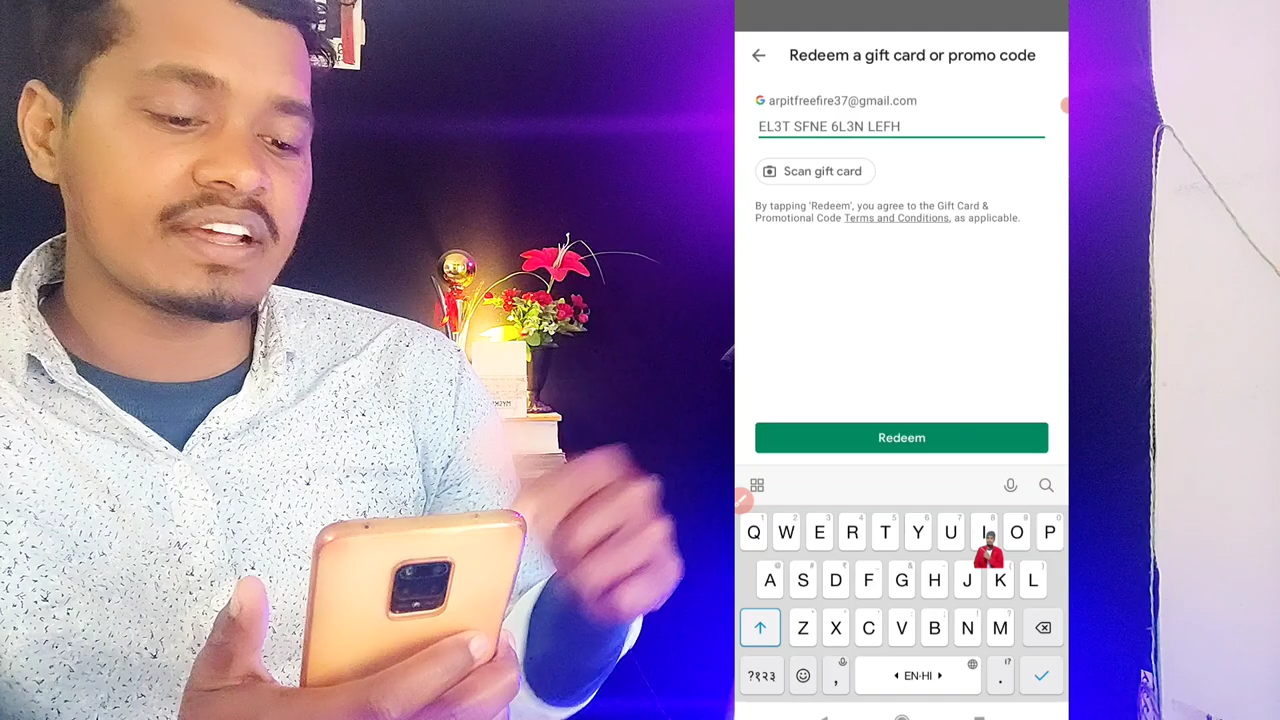 Redeem a gift card or promo code
arpitfreefire37@gmail.com
EL3T SFNE 6L3N LEFH
Scan gift card
By tapping 'Redeem', you agree to the Gift Card &
Promotional Code Terms and Conditions, as applicable.
Redeem
Q W E R T Y U I O P
A S D F G H J K L
Z X C V B N M
?१२३ , EN·HI .